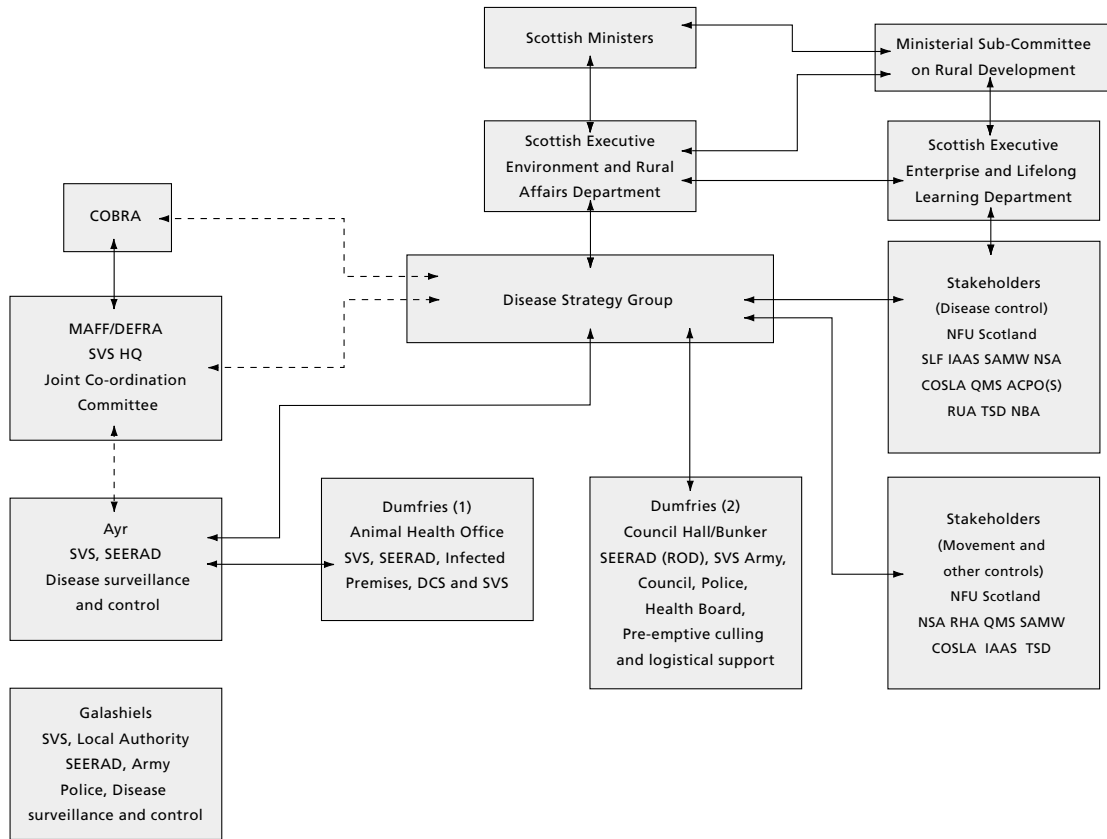 Scottish Ministers
Ministerial Sub-Committee
on Rural Development
Scottish Executive
Environment and Rural
Affairs Department
Scottish Executive
Enterprise and Lifelong
Learning Department
COBRA
Disease Strategy Group
MAFF/DEFRA
SVS HQ
Joint Co-ordination
Committee
Stakeholders
(Disease control)
NFU Scotland
SLF IAAS SAMW NSA
COSLA QMS ACPO(S)
RUA TSD NBA
Ayr
SVS, SEERAD
Disease surveillance
and control
Dumfries (1)
Animal Health Office
SVS, SEERAD, Infected
Premises, DCS and SVS
Dumfries (2)
Council Hall/Bunker
SEERAD (ROD), SVS Army,
Council, Police,
Health Board,
Pre-emptive culling
and logistical support
Stakeholders
(Movement and
other controls)
NFU Scotland
NSA RHA QMS SAMW
COSLA IAAS TSD
Galashiels
SVS, Local Authority
SEERAD, Army
Police, Disease
surveillance and control